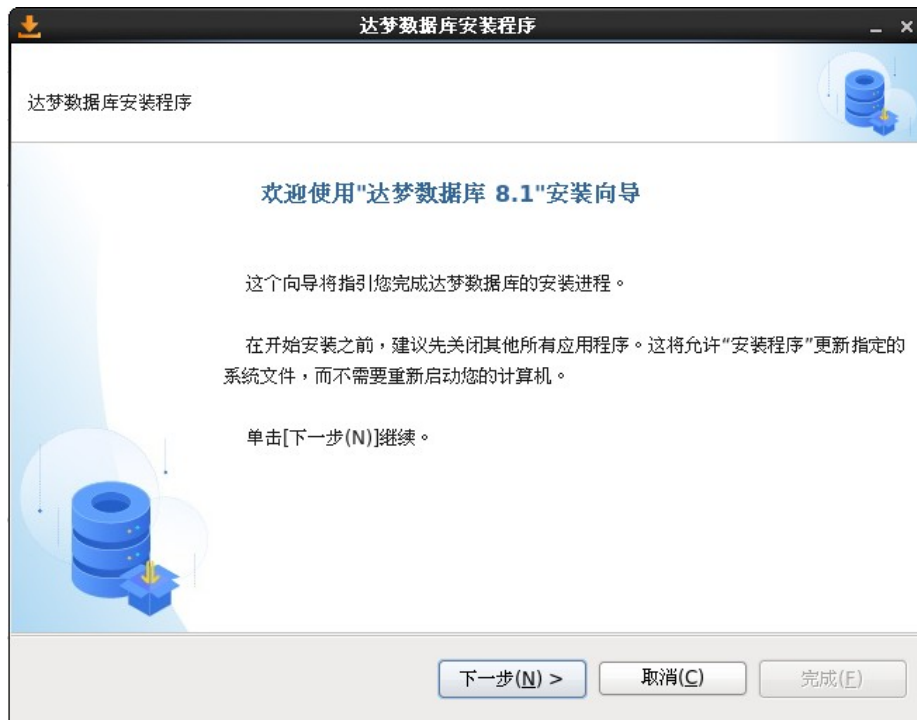 达梦数据库安装程序
达梦数据库安装程序
欢迎使用"达梦数据库 8.1"安装向导
这个向导将指引您完成达梦数据库的安装进程。
在开始安装之前，建议先关闭其他所有应用程序。这将允许“安装程序”更新指定的
系统文件，而不需要重新启动您的计算机。
单击[下一步(N)]继续。
下一步(N) >
取消(C)
完成(F)